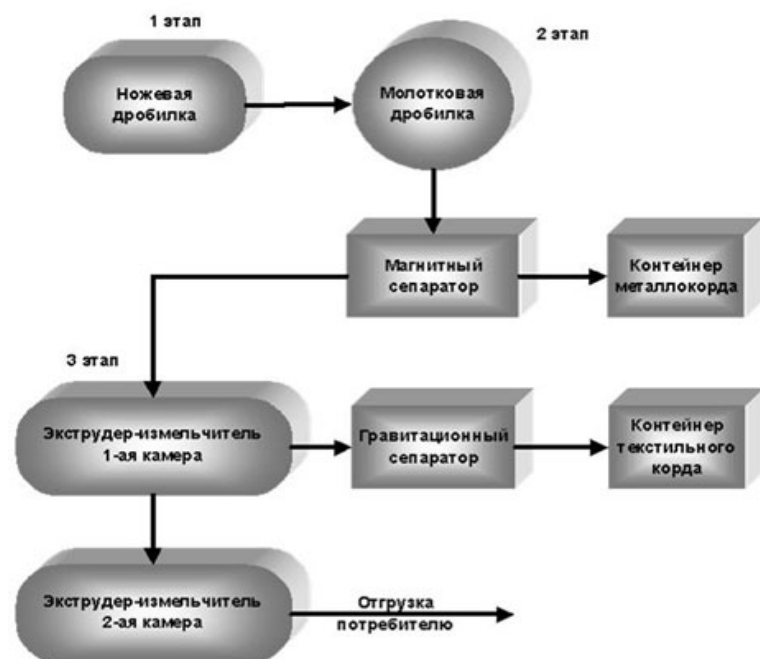 1 этап
2 этап
Ножевая
дробилка
Молотковая
дробилка
Магнитный
сепаратор
Контейнер
металлокорда
3 этап
Экструдер-измельчитель
1-ая камера
Гравитационный
сепаратор
Контейнер
текстильного
корда
Экструдер-измельчитель
2-ая камера
Отгрузка
потребителю